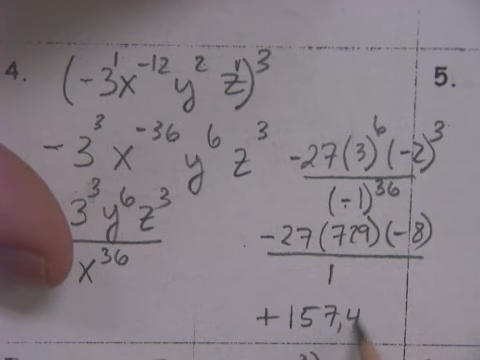 4. (-3¹x⁻¹²y²z¹)³ 5.
-3³x⁻³⁶y⁶z³
3³y⁶z³
x³⁶
-27(3)⁶(-2)³
(-1)³⁶
-27(729)(-8)
1
+157,4